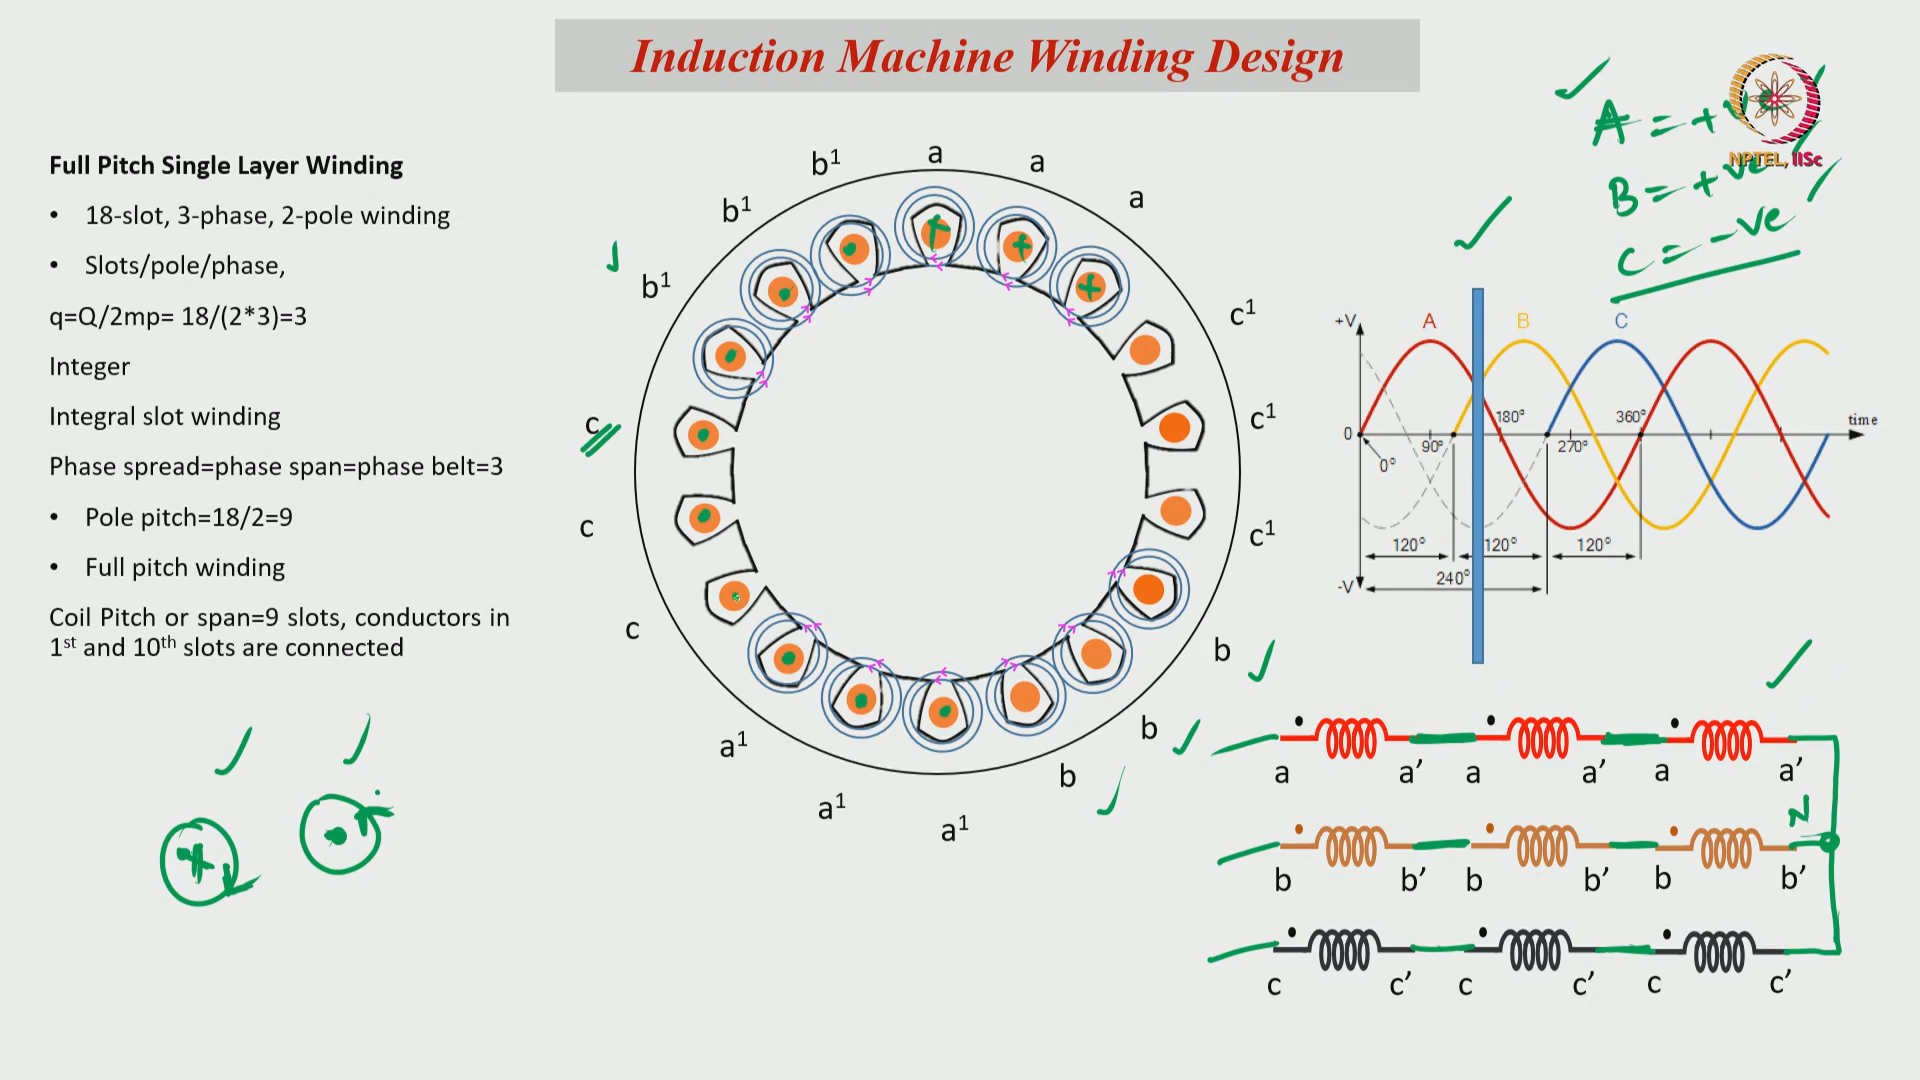 Induction Machine Winding Design
Full Pitch Single Layer Winding
• 18-slot, 3-phase, 2-pole winding
• Slots/pole/phase,
q=Q/2mp= 18/(2*3)=3
Integer
Integral slot winding
Phase spread=phase span=phase belt=3
• Pole pitch=18/2=9
• Full pitch winding
Coil Pitch or span=9 slots, conductors in
1st and 10th slots are connected
b¹ a a
b¹ a
b¹ c¹
c c¹
c c¹
c b
a¹ b
a¹ b
a¹
A = +
B = + ve
C = - ve
NPTEL, IISc
+V A B C
0 90° 180° 270° 360° time
0°
120° 120° 120°
-V 240°
a a' a a' a a'
N
b b' b b' b b'
c c' c c' c c'